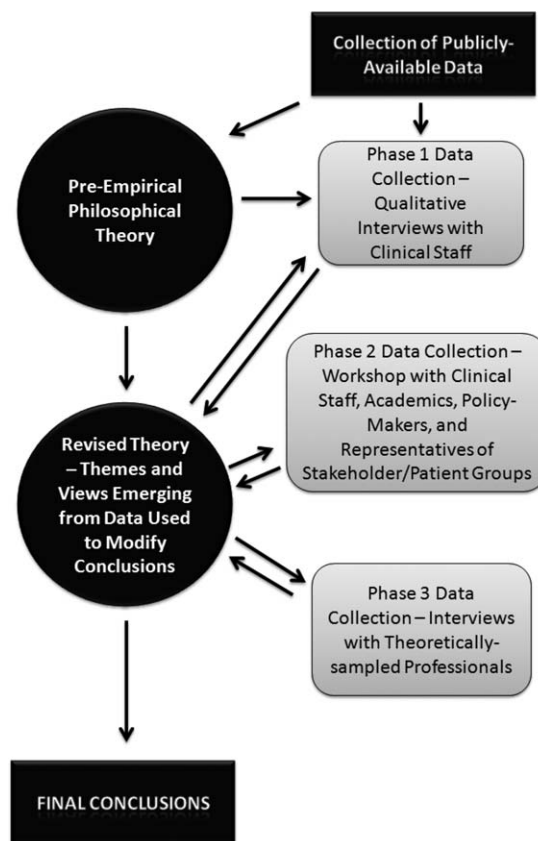 Collection of Publicly-
Available Data
Pre-Empirical
Philosophical
Theory
Phase 1 Data
Collection –
Qualitative
Interviews with
Clinical Staff
Phase 2 Data Collection –
Workshop with Clinical
Staff, Academics, Policy-
Makers, and
Representatives of
Stakeholder/Patient Groups
Revised Theory
– Themes and
Views Emerging
from Data Used
to Modify
Conclusions
Phase 3 Data
Collection – Interviews
with Theoretically-
sampled Professionals
FINAL CONCLUSIONS